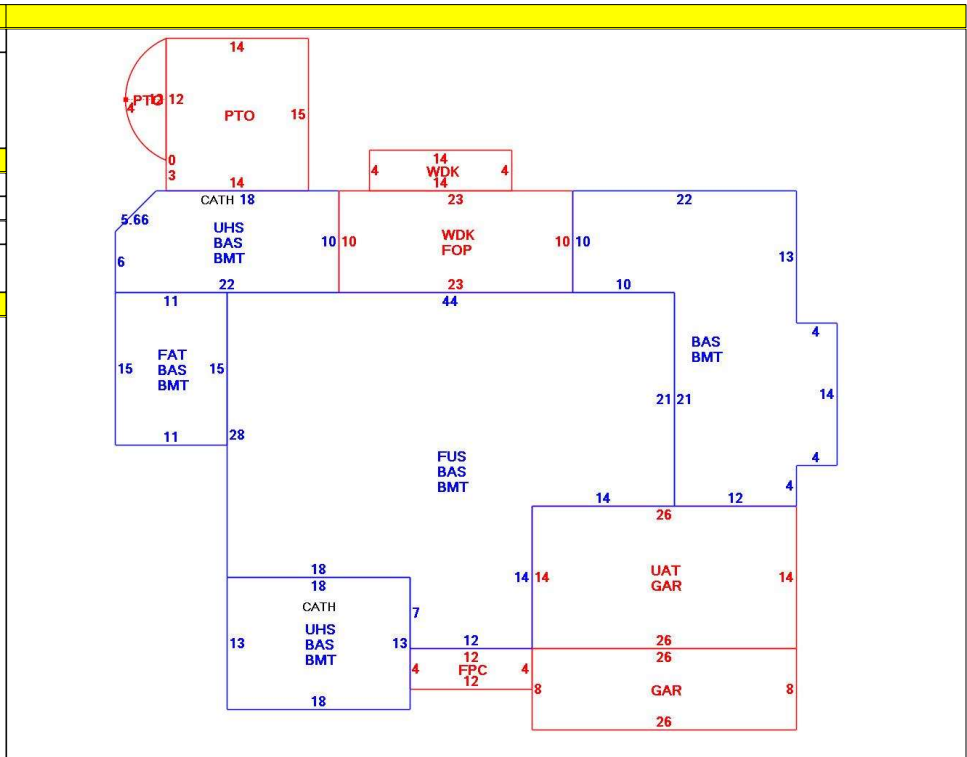 14
PTO 12 12
4
PTO
15
0
3
14
14
4 WDK 4
14
CATH 18
23
22
5.66
UHS
BAS
BMT
10 10
WDK
FOP
10 10
13
6
22
23
10
11
44
4
BAS
BMT
FAT
BAS
BMT
15
15
14
21 21
11
28
4
FUS
BAS
BMT
4
14
12
26
18
18
14 14
UAT
GAR
14
CATH
7
UHS
BAS
BMT
13
13
12
26
12
26
4 FPC 4
12
8
GAR
8
18
26